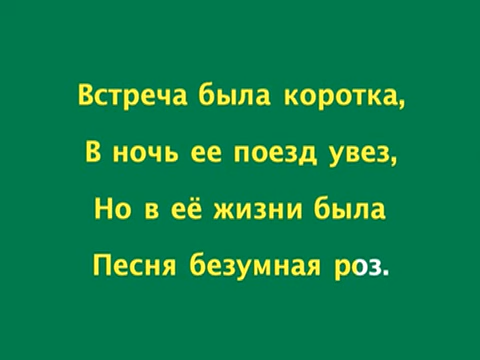 Встреча была коротка,
В ночь ее поезд увез,
Но в её жизни была
Песня безумная роз.